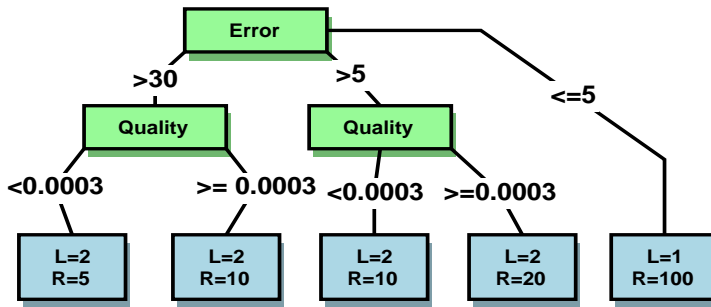 Error
>30
>5
<=5
Quality
Quality
<0.0003
>= 0.0003
<0.0003
>=0.0003
L=2
R=5
L=2
R=10
L=2
R=10
L=2
R=20
L=1
R=100